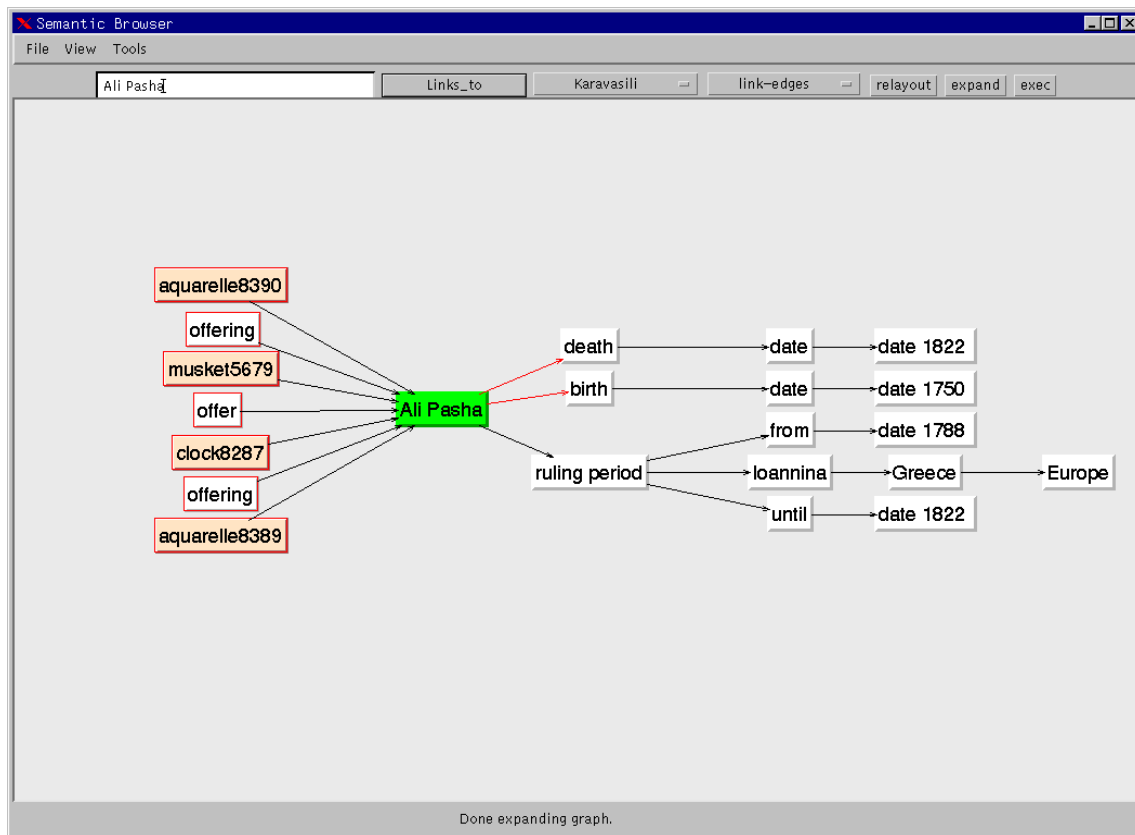 Semantic Browser
File View Tools
Ali Pasha Links_to Karavasili link-edges relayout expand exec
aquarelle8390
offering
death date date 1822
musket5679
birth date date 1750
offer
Ali Pasha
from date 1788
clock8287
ruling period Ioannina Greece Europe
offering
until date 1822
aquarelle8389
Done expanding graph.